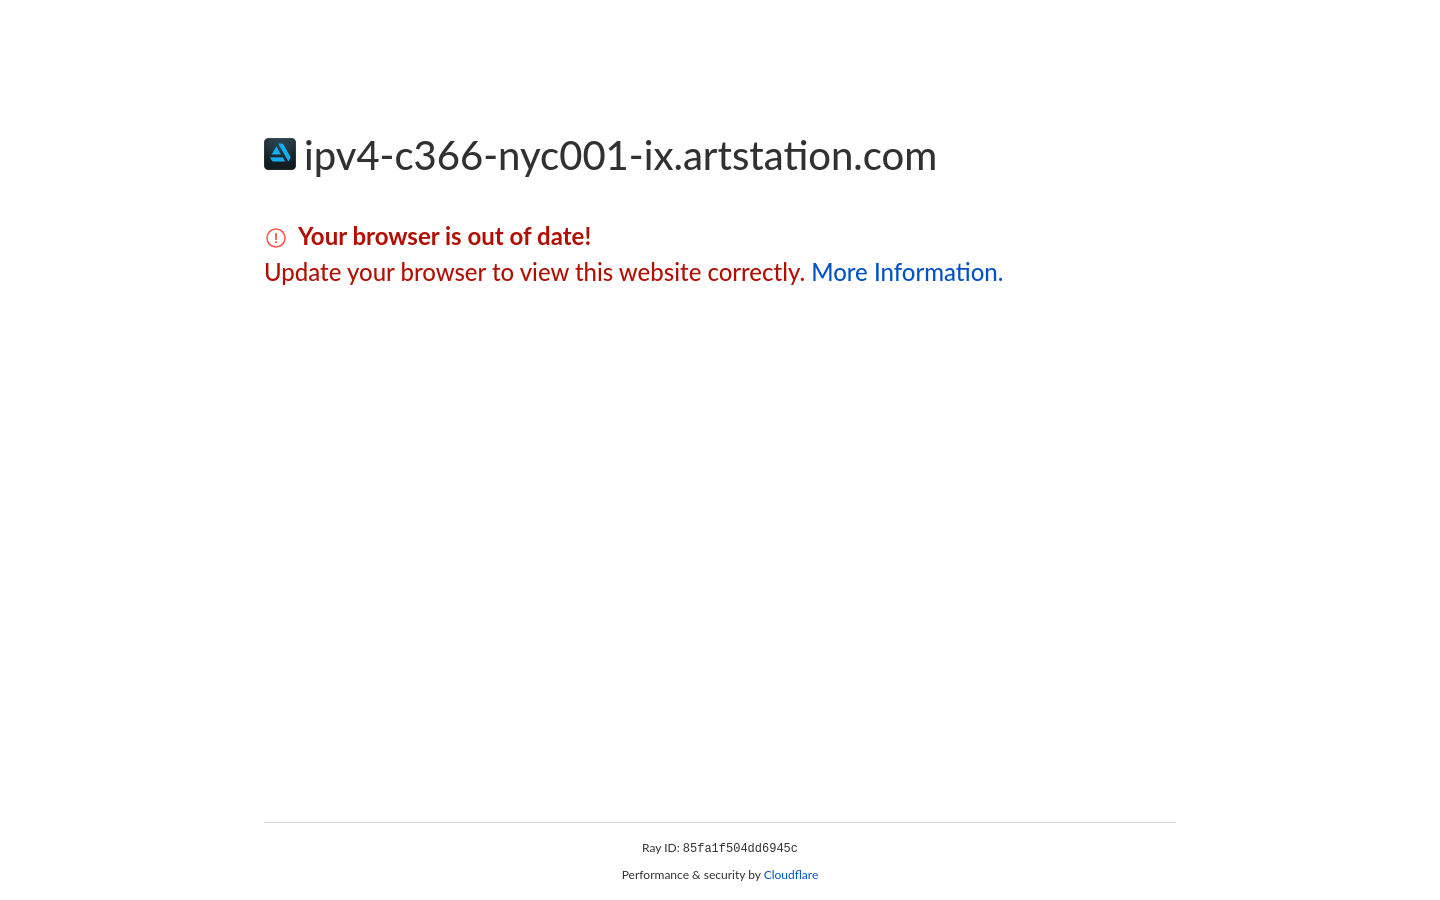 ipv4-c366-nyc001-ix.artstation.com
Your browser is out of date!
Update your browser to view this website correctly. More Information.
Ray ID: 85fa1f504dd6945c
Performance & security by Cloudflare